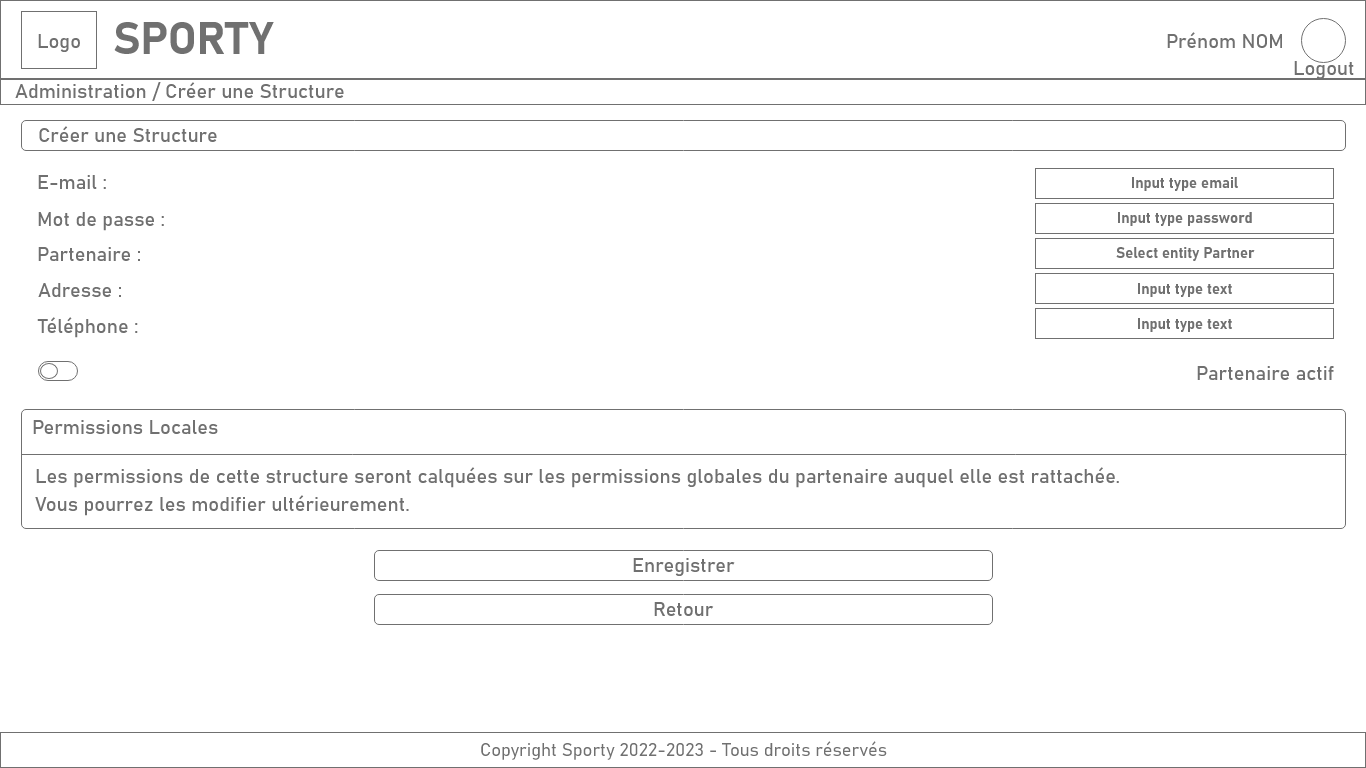 Logo
SPORTY
Prénom NOM
Logout
Administration / Créer une Structure
Créer une Structure
E-mail : Input type email
Mot de passe : Input type password
Partenaire : Select entity Partner
Adresse : Input type text
Téléphone : Input type text
Partenaire actif
Permissions Locales
Les permissions de cette structure seront calquées sur les permissions globales du partenaire auquel elle est rattachée.
Vous pourrez les modifier ultérieurement.
Enregistrer
Retour
Copyright Sporty 2022-2023 - Tous droits réservés